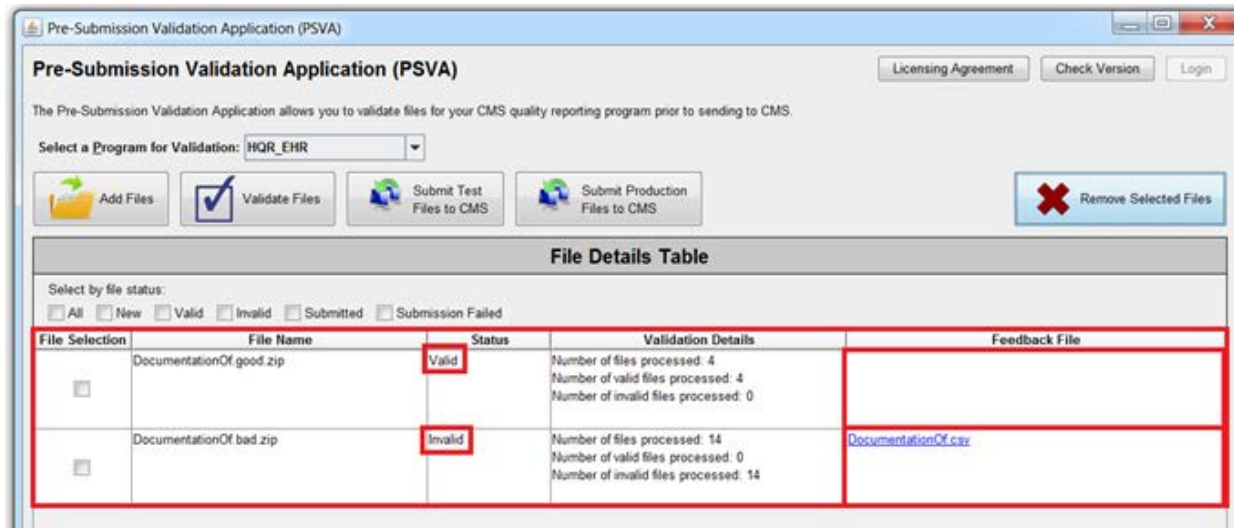 Pre-Submission Validation Application (PSVA)
Pre-Submission Validation Application (PSVA)
Licensing Agreement
Check Version
Login
The Pre-Submission Validation Application allows you to validate files for your CMS quality reporting program prior to sending to CMS.
Select a Program for Validation: HQR_EHR
Add Files
Validate Files
Submit Test
Files to CMS
Submit Production
Files to CMS
Remove Selected Files
File Details Table
Select by file status:
All New Valid Invalid Submitted Submission Failed
File Selection File Name Status Validation Details Feedback File
DocumentationOf.good.zip Valid Number of files processed: 4
Number of valid files processed: 4
Number of invalid files processed: 0
DocumentationOf.bad.zip Invalid Number of files processed: 14 DocumentationOf.csv
Number of valid files processed: 0
Number of invalid files processed: 14